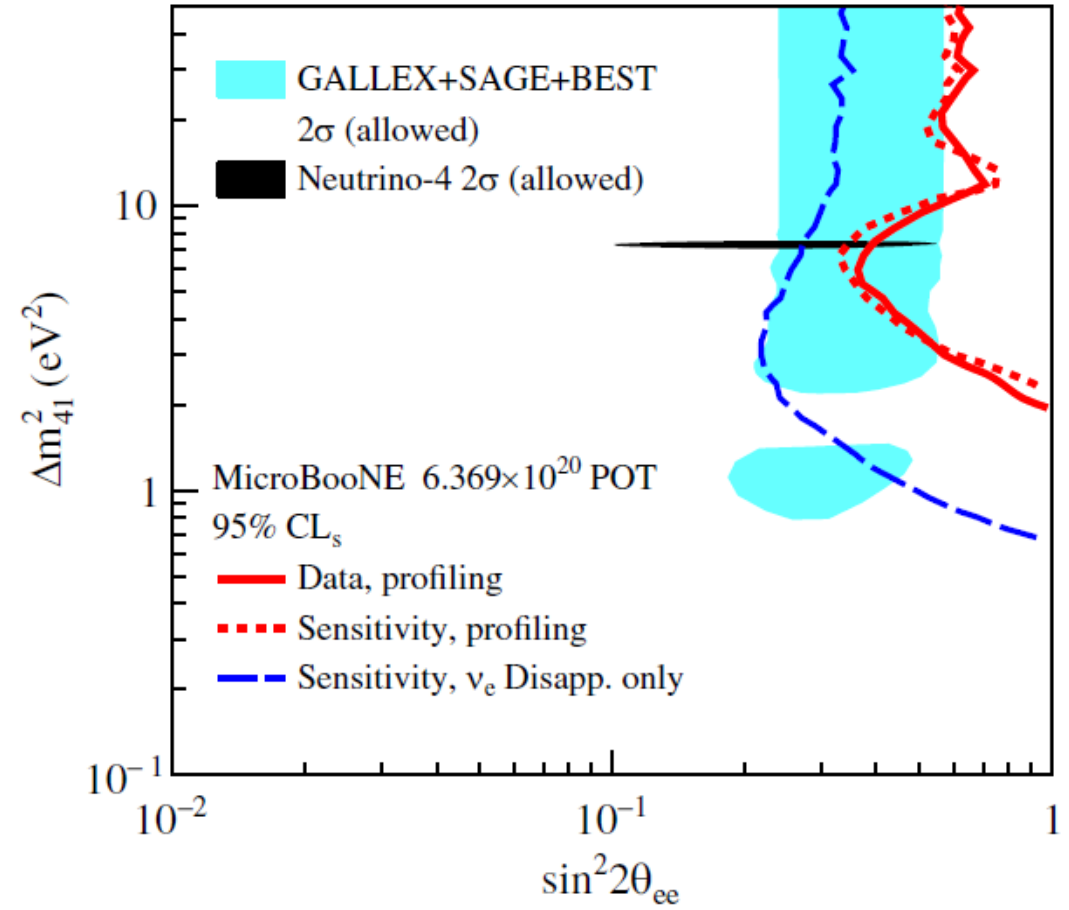 GALLEX+SAGE+BEST
2σ (allowed)
Neutrino-4 2σ (allowed)
10
Δm²₄₁ (eV²)
1
MicroBooNE 6.369×10²⁰ POT
95% CLₛ
Data, profiling
Sensitivity, profiling
Sensitivity, νₑ Disapp. only
10⁻¹
10⁻² 10⁻¹ 1
sin²2θₑₑ